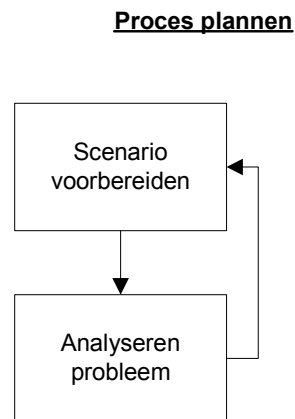 Proces plannen
Scenario
voorbereiden
Analyseren
probleem